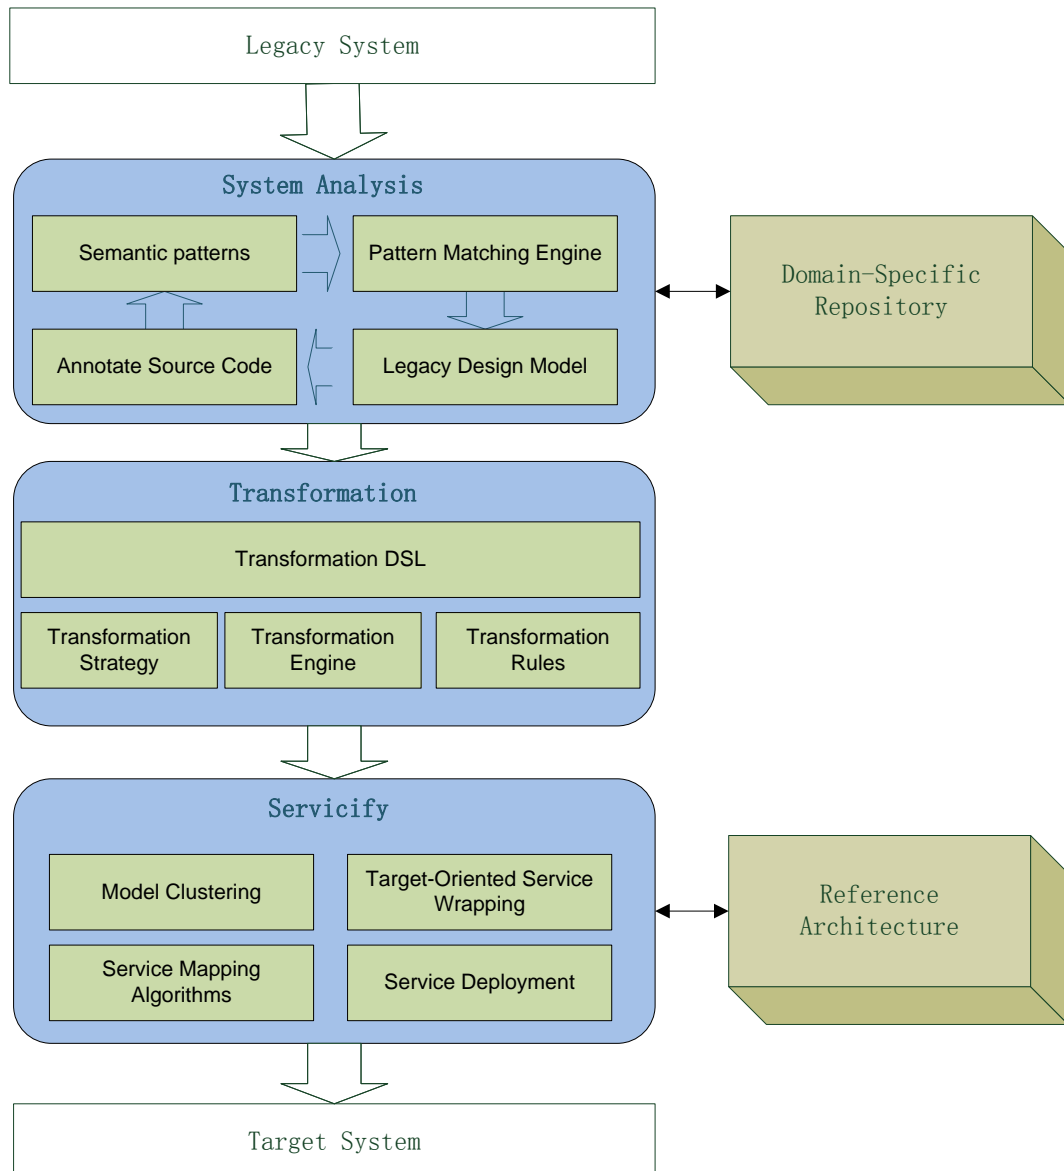 Legacy System
System Analysis
Semantic patterns
Pattern Matching Engine
Annotate Source Code
Legacy Design Model
Domain-Specific
Repository
Transformation
Transformation DSL
Transformation
Strategy
Transformation
Engine
Transformation
Rules
Servicify
Model Clustering
Target-Oriented Service
Wrapping
Service Mapping
Algorithms
Service Deployment
Reference
Architecture
Target System